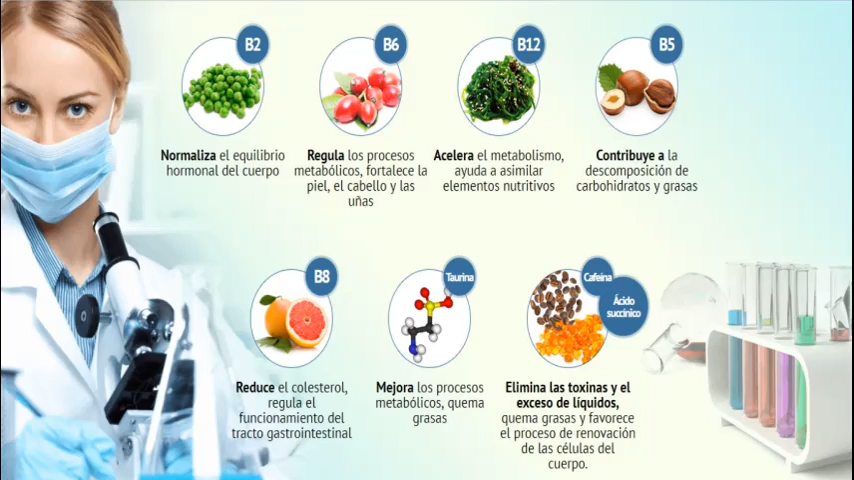 B2
B6
B12
B5
Normaliza el equilibrio
hormonal del cuerpo
Regula los procesos
metabólicos, fortalece la
piel, el cabello y las
uñas
Acelera el metabolismo,
ayuda a asimilar
elementos nutritivos
Contribuye a la
descomposición de
carbohidratos y grasas
B8
Taurina
Cafeína
Ácido
succínico
Reduce el colesterol,
regula el
funcionamiento del
tracto gastrointestinal
Mejora los procesos
metabólicos, quema
grasas
Elimina las toxinas y el
exceso de líquidos,
quema grasas y favorece
el proceso de renovación
de las células del
cuerpo.